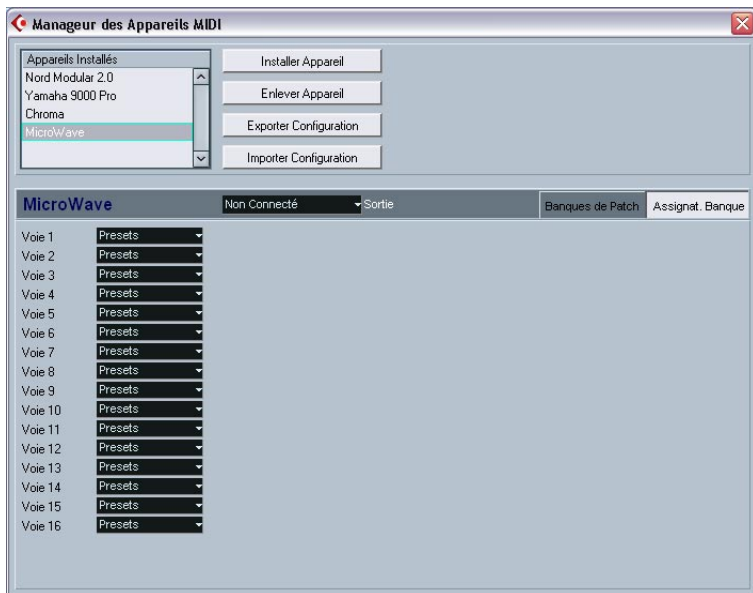 Manageur des Appareils MIDI
Appareils Installés
Nord Modular 2.0
Yamaha 9000 Pro
Chroma
MicroWave
Installer Appareil
Enlever Appareil
Exporter Configuration
Importer Configuration
MicroWave Non Connecté Sortie Banques de Patch Assignat. Banque
Voie 1 Presets
Voie 2 Presets
Voie 3 Presets
Voie 4 Presets
Voie 5 Presets
Voie 6 Presets
Voie 7 Presets
Voie 8 Presets
Voie 9 Presets
Voie 10 Presets
Voie 11 Presets
Voie 12 Presets
Voie 13 Presets
Voie 14 Presets
Voie 15 Presets
Voie 16 Presets